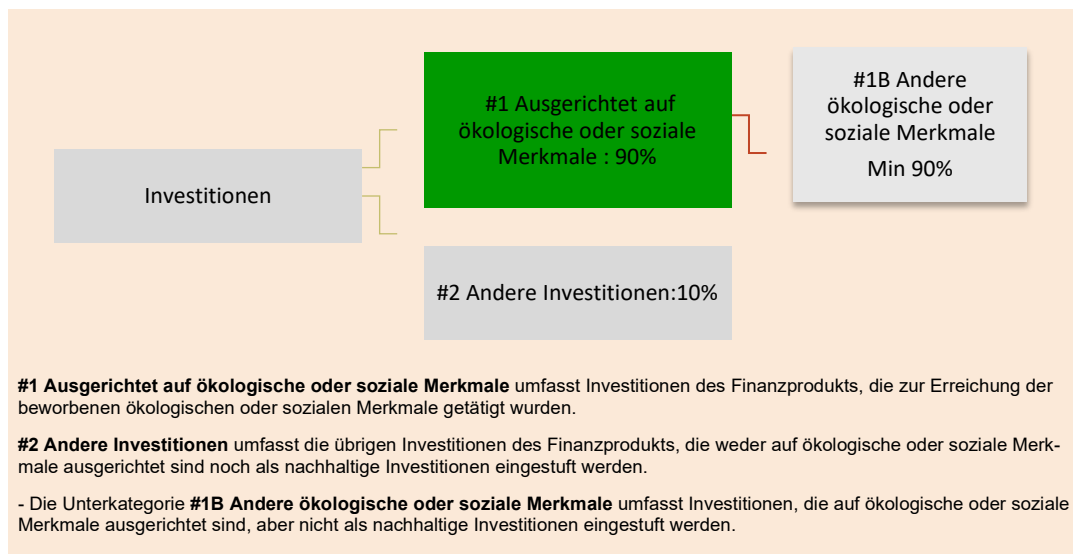 Investitionen
#1 Ausgerichtet auf
ökologische oder soziale
Merkmale : 90%
#1B Andere
ökologische oder
soziale Merkmale
Min 90%
#2 Andere Investitionen:10%
#1 Ausgerichtet auf ökologische oder soziale Merkmale umfasst Investitionen des Finanzprodukts, die zur Erreichung der
beworbenen ökologischen oder sozialen Merkmale getätigt wurden.
#2 Andere Investitionen umfasst die übrigen Investitionen des Finanzprodukts, die weder auf ökologische oder soziale Merk-
male ausgerichtet sind noch als nachhaltige Investitionen eingestuft werden.
- Die Unterkategorie #1B Andere ökologische oder soziale Merkmale umfasst Investitionen, die auf ökologische oder soziale
Merkmale ausgerichtet sind, aber nicht als nachhaltige Investitionen eingestuft werden.